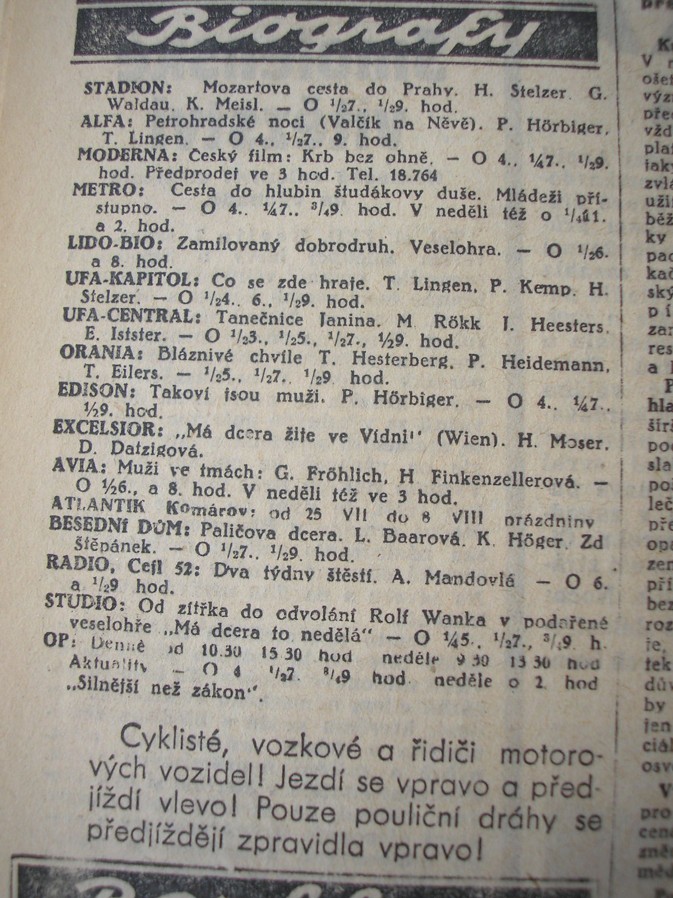 Biografy
STADION: Mozartova cesta do Prahy. H. Stelzer. G.
Waldau, K. Meisl. — O ½7., ½9. hod.
ALFA: Petrohradské noci (Valčík na Něvě). P. Hörbiger,
T. Lingen. — O 4., ½7., 9. hod.
MODERNA: Český film: Krb bez ohně. — O 4., ¼7., ½9.
hod. Předprodej ve 3 hod. Tel. 18.764
METRO: Cesta do hlubin študákovy duše. Mládeži pří-
stupno. — O 4., ¼7., ¾9. hod. V neděli též o ¼11.
a 2. hod.
LIDO-BIO: Zamilovaný dobrodruh. Veselohra. — O ½6.
a 8. hod.
UFA-KAPITOL: Co se zde hraje. T. Lingen, P. Kemp. H.
Stelzer. — O ½4., 6., ½9. hod.
UFA-CENTRAL: Tanečnice Janina. M. Rökk J. Heesters.
E. Iststер. — O ½3., ½5., ½7., ½9. hod.
ORANIA: Bláznivé chvíle T. Hesterberg, P. Heidemann,
T. Eilers. — ½5., ½7., ½9 hod.
EDISON: Takoví jsou muži. P. Hörbiger. — O 4., ¼7.,
½9. hod.
EXCELSIOR: „Má dcera žije ve Vídni" (Wien). H. Moser,
D. Datzigová.
AVIA: Muži ve tmách: G. Fröhlich, H Finkenzellerová. —
O ½6., a 8. hod. V neděli též ve 3 hod.
ATLANTIK Komárov: od 25 VII do 8 VIII prázdniny
BESEDNÍ DŮM: Paličova dcera. L. Baarová. K. Höger. Zd
Štěpánek. — O ½7., ½9. hod.
RADIO, Cejl 52: Dva týdny štěstí. A. Mandovlá — O 6.
a ½9 hod.
STUDIO: Od zítřka do odvolání Rolf Wanka v podařené
veselohře „Má dcera to nedělá" — O ¼5., ½7., ¾9. h.
OP: Denně od 10.30 15 30 hod neděle 9 30 13 30 hod
Aktuality — O 4 ½7. ¾9 hod. neděle o 2. hod
„Silnější než zákon".
Cyklisté, vozkové a řidiči motoro-
vých vozidel! Jezdí se vpravo a před-
jíždí vlevo! Pouze pouliční dráhy se
předjíždějí zpravidla vpravo!